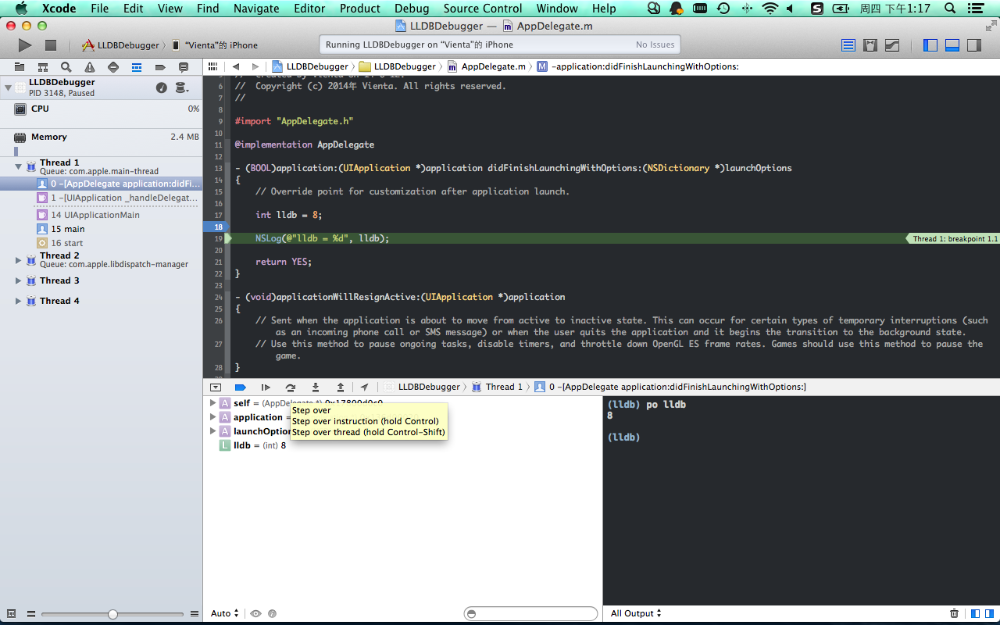 Xcode File Edit View Find Navigate Editor Product Debug Source Control Window Help 周四下午1:17
LLDBDebugger — AppDelegate.m
LLDBDebugger 〉 “Vienta”的 iPhone
Running LLDBDebugger on “Vienta”的 iPhone No Issues
LLDBDebugger 〉 LLDBDebugger 〉 AppDelegate.m 〉 M -application:didFinishLaunchingWithOptions:
LLDBDebugger
PID 3148, Paused
CPU 0%
Memory 2.4 MB
Thread 1
Queue: com.apple.main-thread
0 -[AppDelegate application:didFi...
1 -[UIApplication _handleDelegat...
14 UIApplicationMain
15 main
16 start
Thread 2
Queue: com.apple.libdispatch-manager
Thread 3
Thread 4
6 // Copyright (c) 2014年 Vienta. All rights reserved.
7 //
8
9 #import "AppDelegate.h"
10
11 @implementation AppDelegate
12
13 - (BOOL)application:(UIApplication *)application didFinishLaunchingWithOptions:(NSDictionary *)launchOptions
14 {
15 // Override point for customization after application launch.
16
17 int lldb = 8;
18
19 NSLog(@"lldb = %d", lldb); Thread 1: breakpoint 1.1
20
21 return YES;
22 }
23
24 - (void)applicationWillResignActive:(UIApplication *)application
25 {
26 // Sent when the application is about to move from active to inactive state. This can occur for certain types of temporary interruptions (such
as an incoming phone call or SMS message) or when the user quits the application and it begins the transition to the background state.
27 // Use this method to pause ongoing tasks, disable timers, and throttle down OpenGL ES frame rates. Games should use this method to pause the
game.
28 }
LLDBDebugger 〉 Thread 1 〉 0 -[AppDelegate application:didFinishLaunchingWithOptions:]
A self = (AppDelegate *)
A application =
A launchOption
L lldb = (int) 8
Step over
Step over instruction (hold Control)
Step over thread (hold Control-Shift)
(lldb) po lldb
8
(lldb)
Auto
All Output